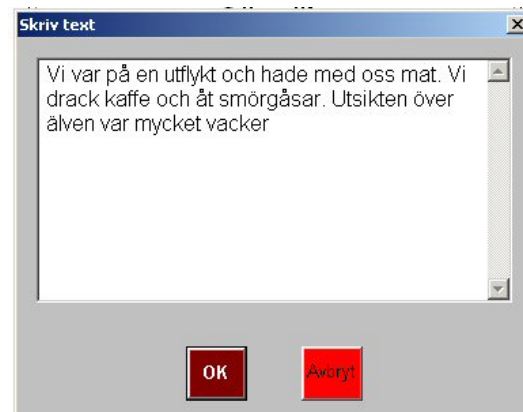 Skriv text
Vi var på en utflykt och hade med oss mat. Vi
drack kaffe och åt smörgåsar. Utsikten över
älven var mycket vacker
OK
Avbryt